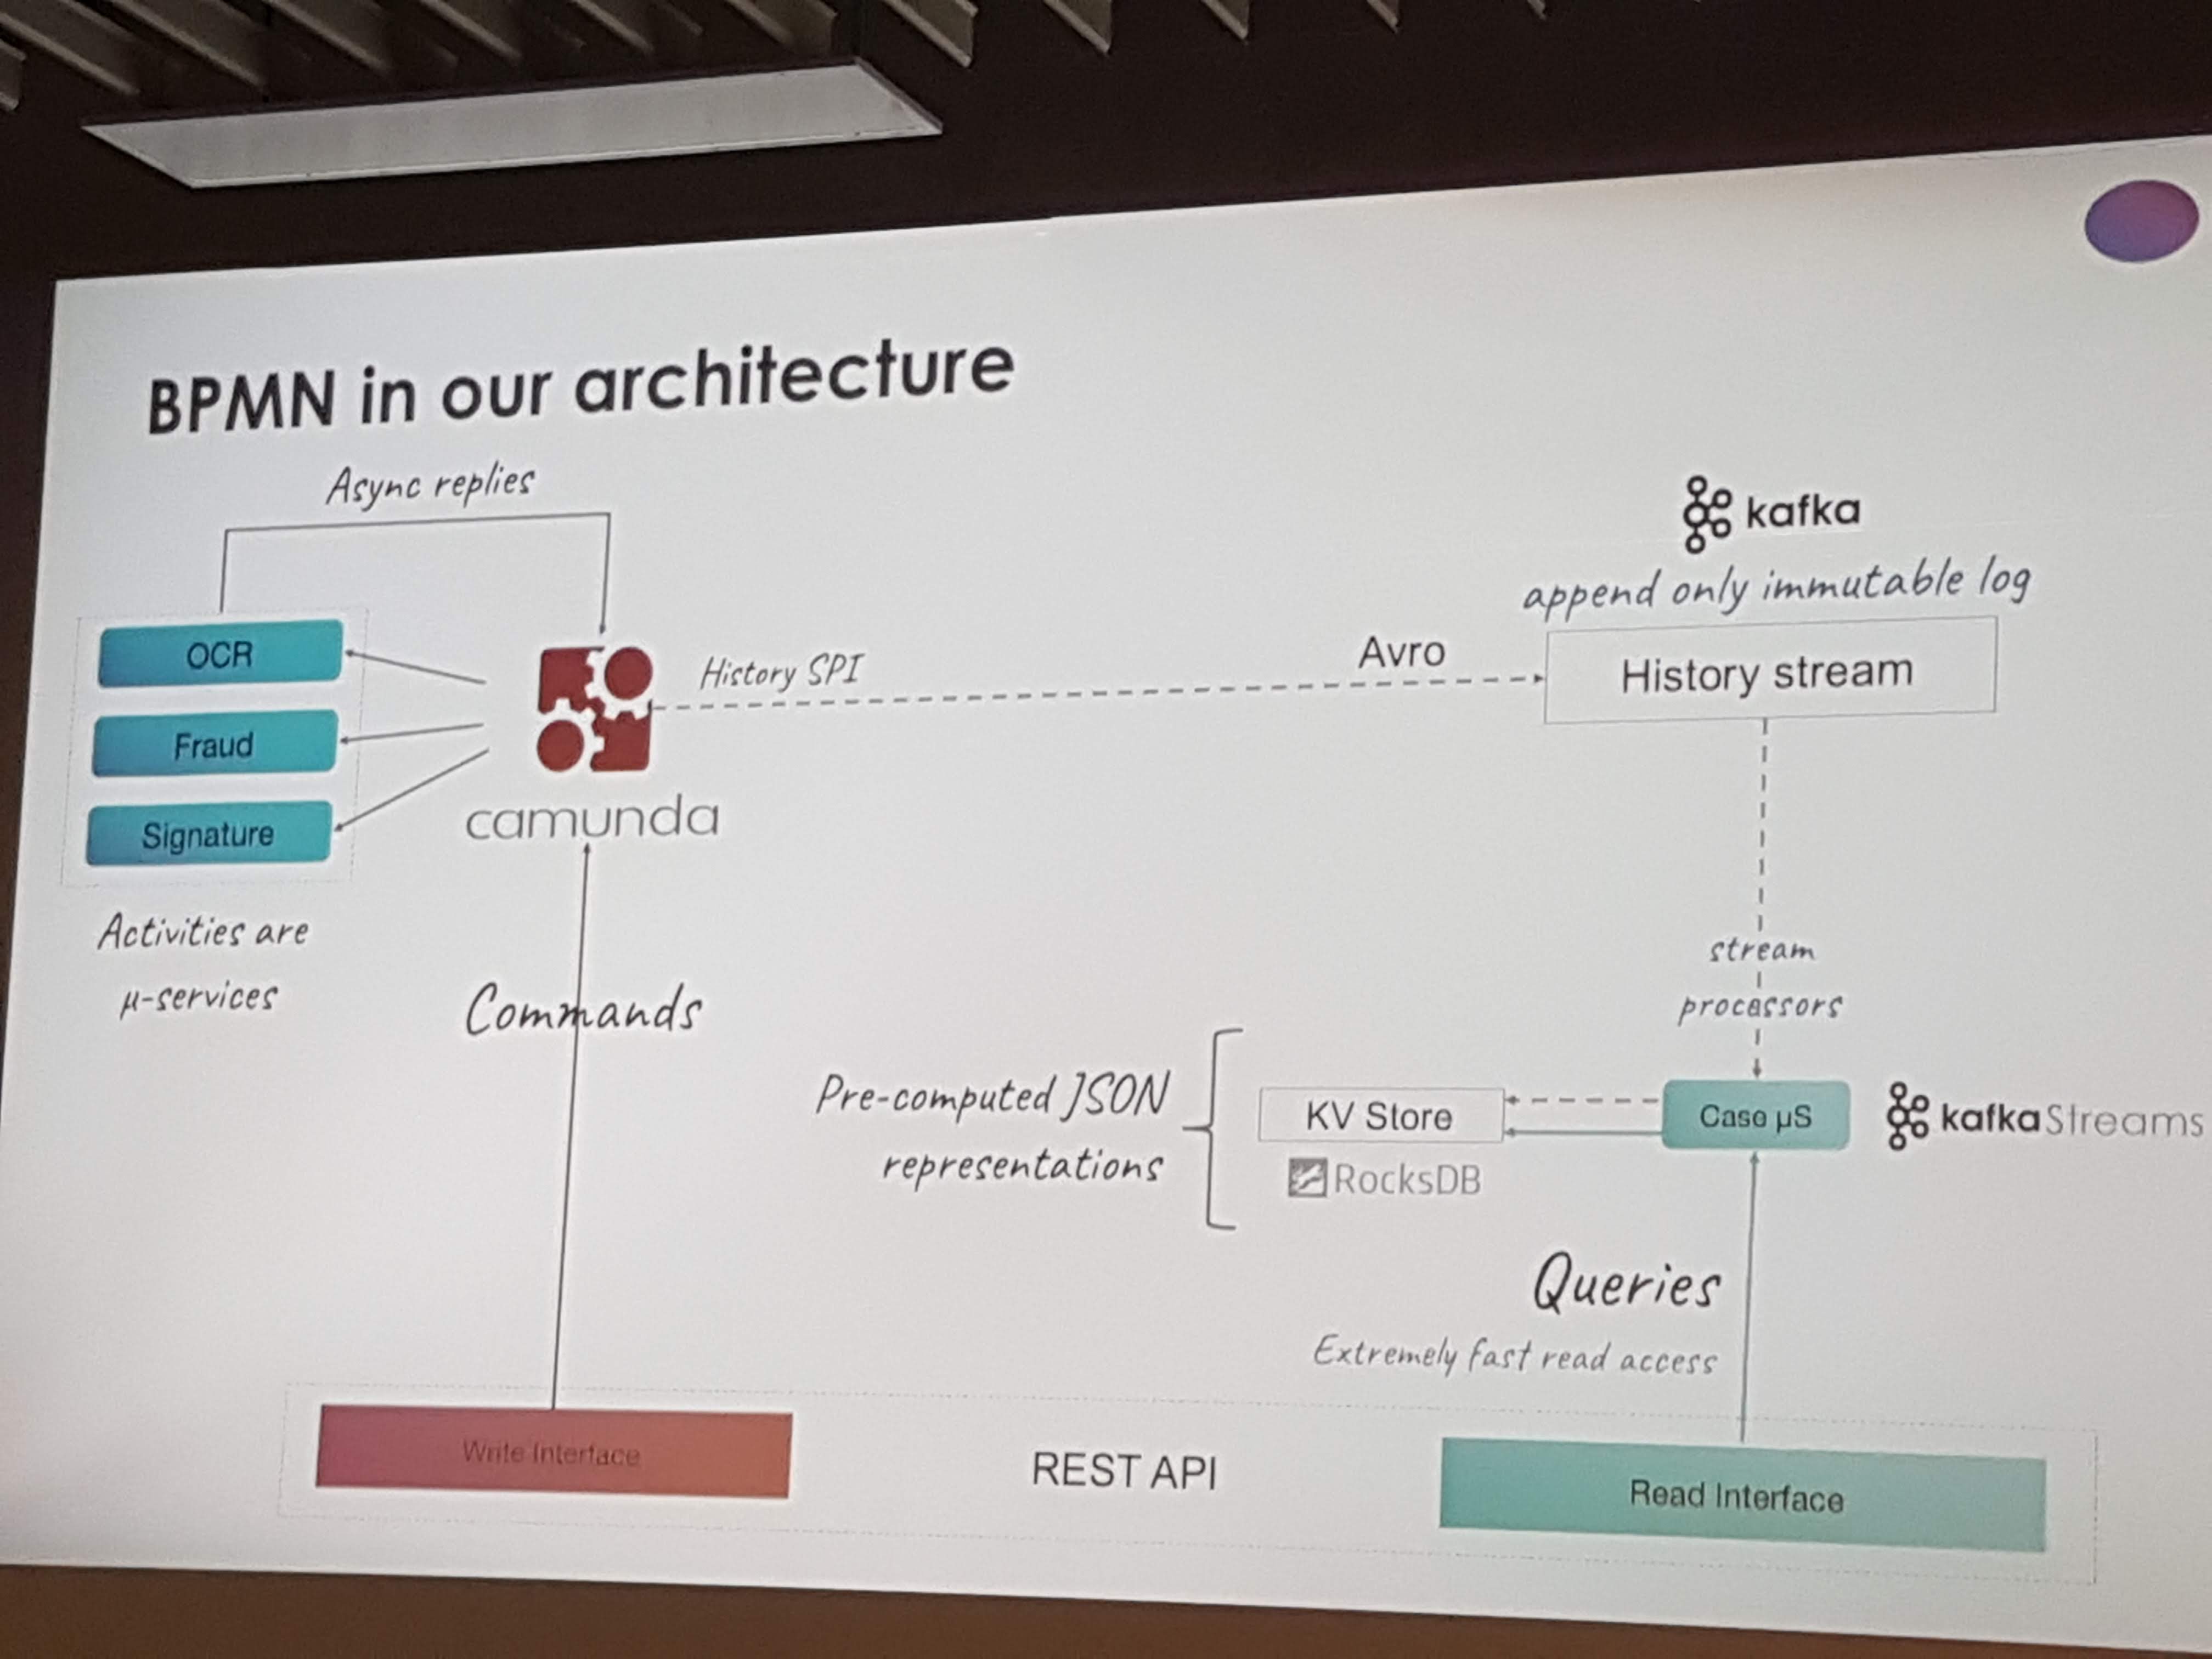 BPMN in our architecture
Async replies
kafka
append only immutable log
OCR
Fraud
Signature
camunda
History SPI
Avro
History stream
Activities are
μ-services
Commands
stream
processors
Pre-computed JSON
representations
KV Store
RocksDB
Case μS
kafkaStreams
Queries
Extremely fast read access
Write Interface
REST API
Read Interface